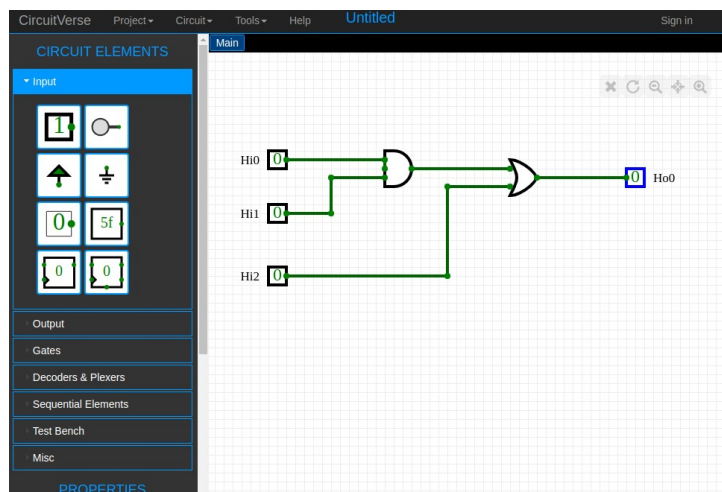 CircuitVerse Project Circuit Tools Help Untitled Sign in
CIRCUIT ELEMENTS
Main
Input
1
0 5f
0 0
Output
Gates
Decoders & Plexers
Sequential Elements
Test Bench
Misc
PROPERTIES
Hi0 0
Hi1 0
Hi2 0
0 Ho0